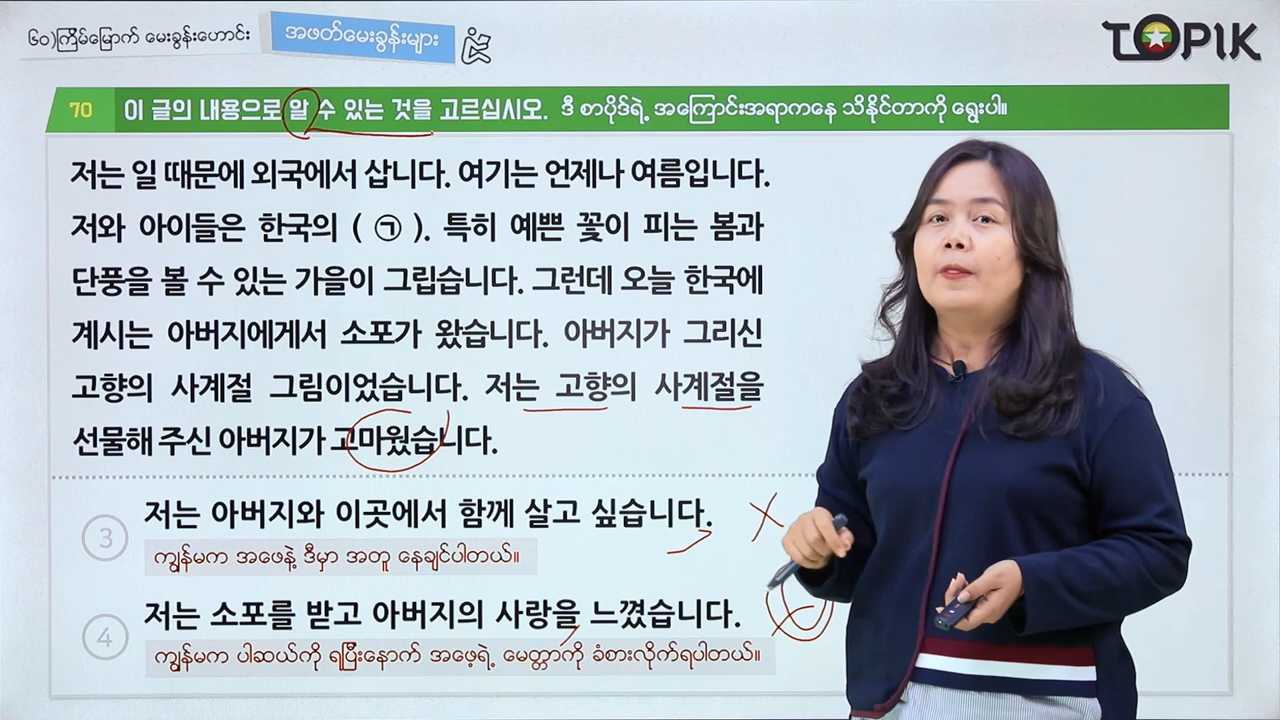 ၆၀)ကြိမ်မြောက် မေးခွန်းဟောင်း
အဖတ်မေးခွန်းများ
TOPIK
70 이 글의 내용으로 알 수 있는 것을 고르십시오. ဒီ စာပိုဒ်ရဲ့ အကြောင်းအရာကနေ သိနိုင်တာကို ရွေးပါ။
저는 일 때문에 외국에서 삽니다. 여기는 언제나 여름입니다.
저와 아이들은 한국의 ( ㉠ ). 특히 예쁜 꽃이 피는 봄과
단풍을 볼 수 있는 가을이 그립습니다. 그런데 오늘 한국에
계시는 아버지에게서 소포가 왔습니다. 아버지가 그리신
고향의 사계절 그림이었습니다. 저는 고향의 사계절을
선물해 주신 아버지가 고마웠습니다.
3 저는 아버지와 이곳에서 함께 살고 싶습니다.
ကျွန်မက အဖေနဲ့ ဒီမှာ အတူ နေချင်ပါတယ်။
4 저는 소포를 받고 아버지의 사랑을 느꼈습니다.
ကျွန်မက ပါဆယ်ကို ရပြီးနောက် အဖေ့ရဲ့ မေတ္တာကို ခံစားလိုက်ရပါတယ်။